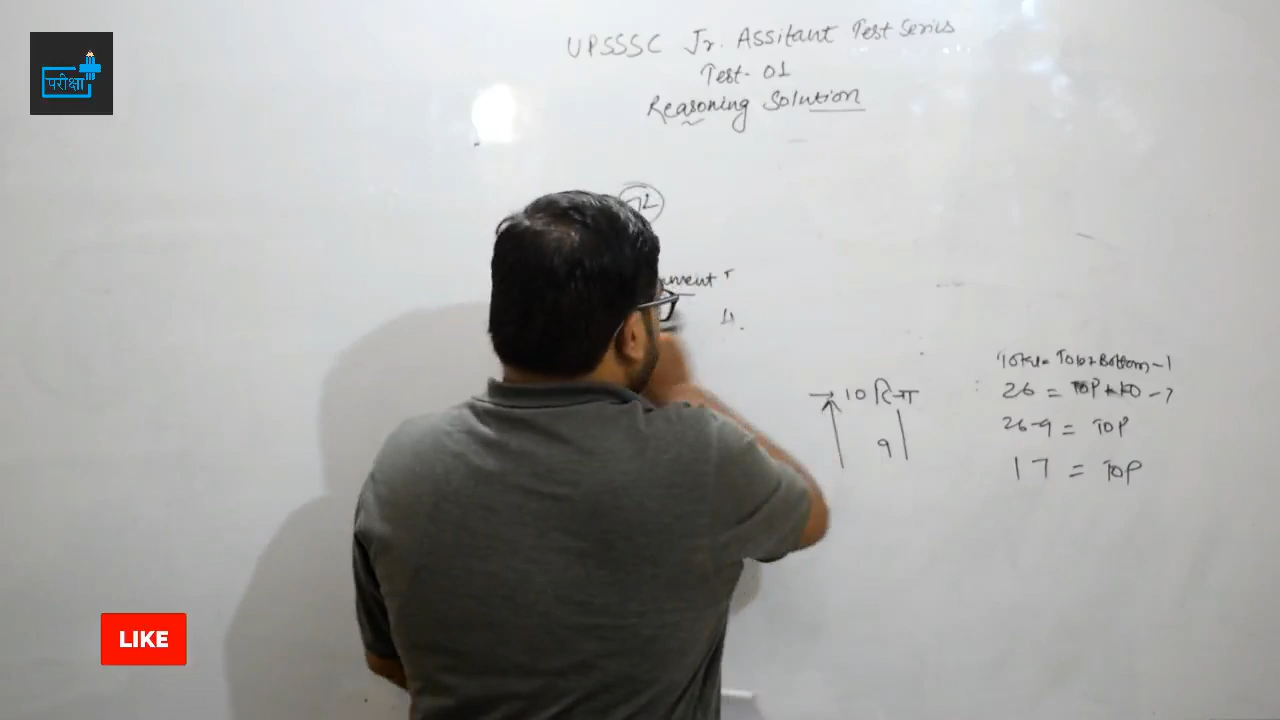 परीक्षा
UPSSSC Jr. Assitant Test Series
Test- 01
Reasoning Solution
72
Total = Top + Bottom - 1
→ 10
26 = TOP + 10 - 1
9
26-9 = TOP
17 = TOP
LIKE